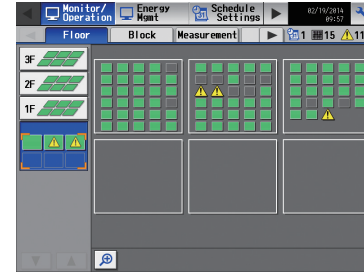 Monitor/ Operation
Energy Mgmt
Schedule Settings
02/19/2014
09:57
Floor
Block
Measurement
1
15
11
3F
2F
1F